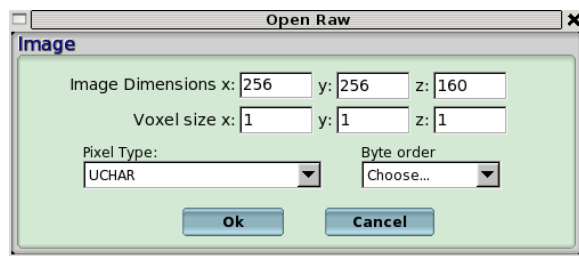 Open Raw
Image
Image Dimensions x: 256 y: 256 z: 160
Voxel size x: 1 y: 1 z: 1
Pixel Type: Byte order
UCHAR Choose...
Ok Cancel